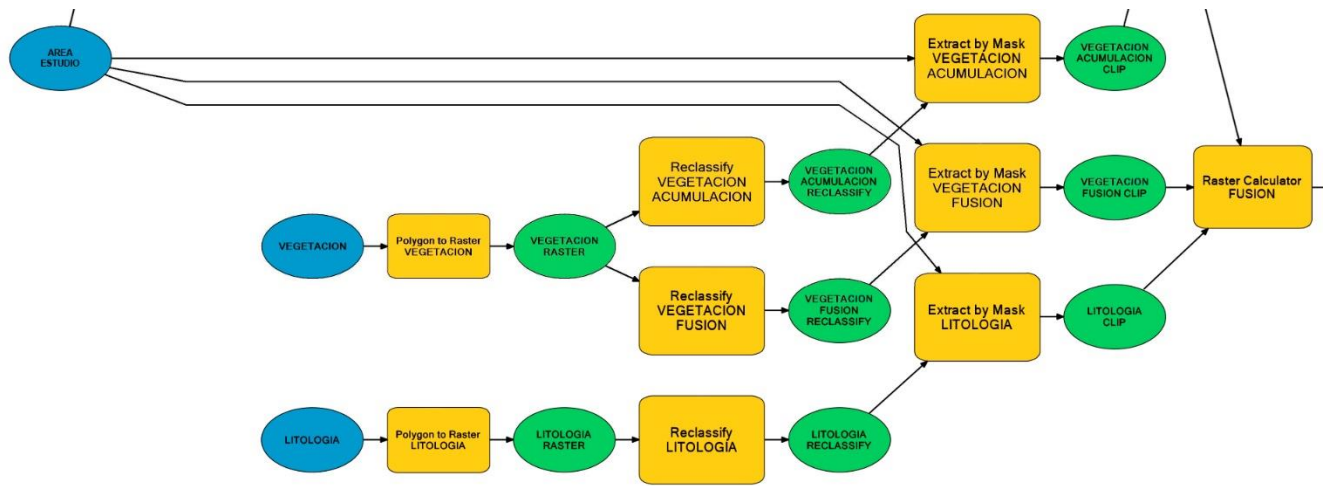 AREA
ESTUDIO
Extract by Mask
VEGETACION
ACUMULACION
VEGETACION
ACUMULACION
CLIP
Reclassify
VEGETACION
ACUMULACION
VEGETACION
ACUMULACION
RECLASSIFY
Extract by Mask
VEGETACION
FUSION
VEGETACION
FUSION CLIP
Raster Calculator
FUSION
VEGETACION
Polygon to Raster
VEGETACION
VEGETACION
RASTER
Reclassify
VEGETACION
FUSION
VEGETACION
FUSION
RECLASSIFY
Extract by Mask
LITOLOGIA
LITOLOGIA
CLIP
LITOLOGIA
Polygon to Raster
LITOLOGIA
LITOLOGIA
RASTER
Reclassify
LITOLOGIA
LITOLOGIA
RECLASSIFY